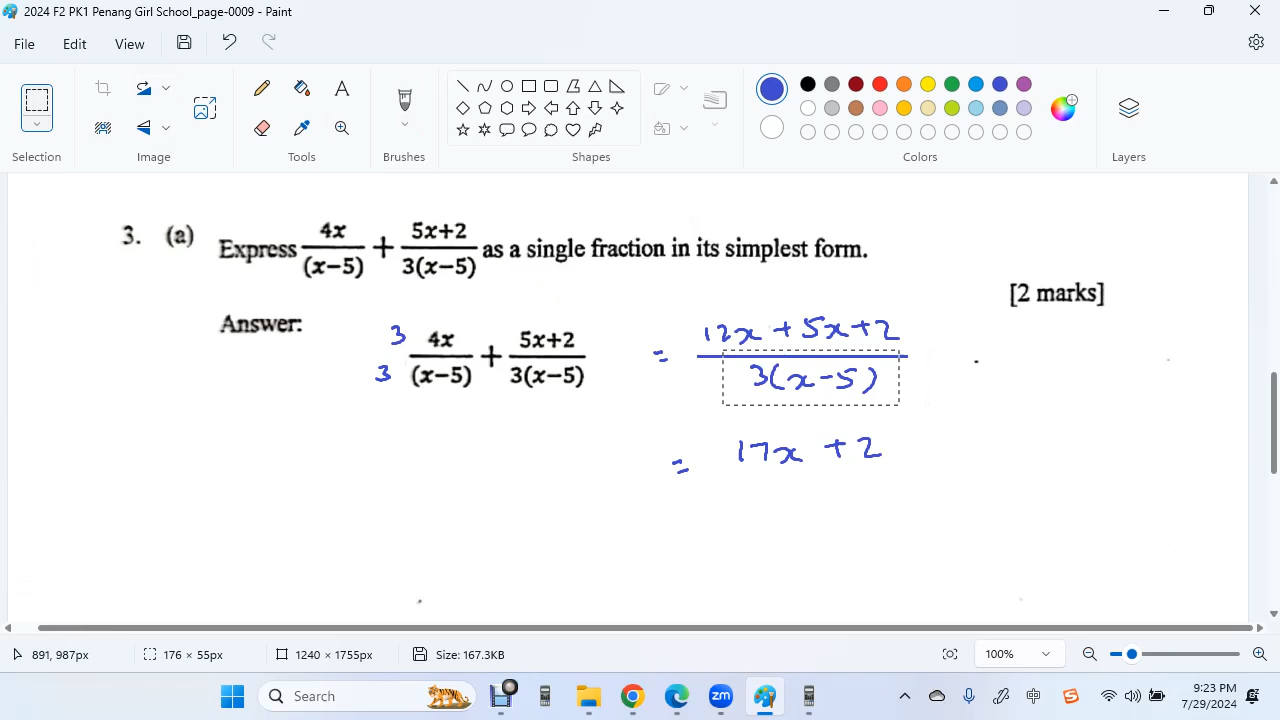 2024 F2 PK1 Penang Girl School_page-0009 - Paint
File Edit View
Selection Image Tools Brushes Shapes Colors Layers
3. (a) Express 4x/(x−5) + 5x+2/3(x−5) as a single fraction in its simplest form.
[2 marks]
Answer:
3/3 4x/(x−5) + 5x+2/3(x−5) = 12x + 5x + 2/3(x−5)
= 17x + 2
891, 987px 176 × 55px 1240 × 1755px Size: 167.3KB 100%
Search zm 中 S 9:23 PM
7/29/2024